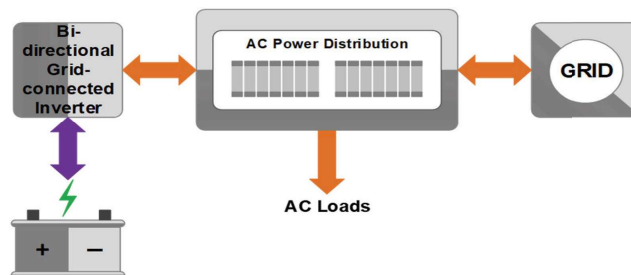 Bi-
directional
Grid-
connected
Inverter
AC Power Distribution
GRID
AC Loads
+ −